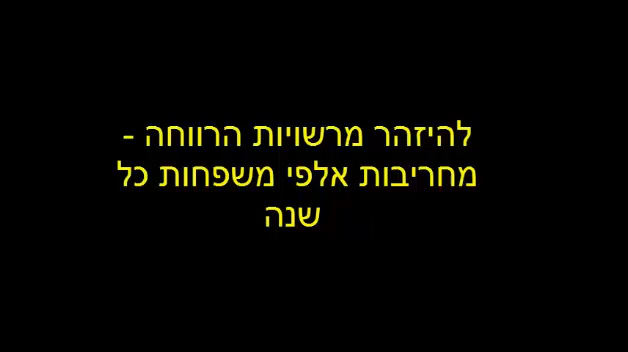 להיזהר מרשויות הרווחה -
מחריבות אלפי משפחות כל
שנה